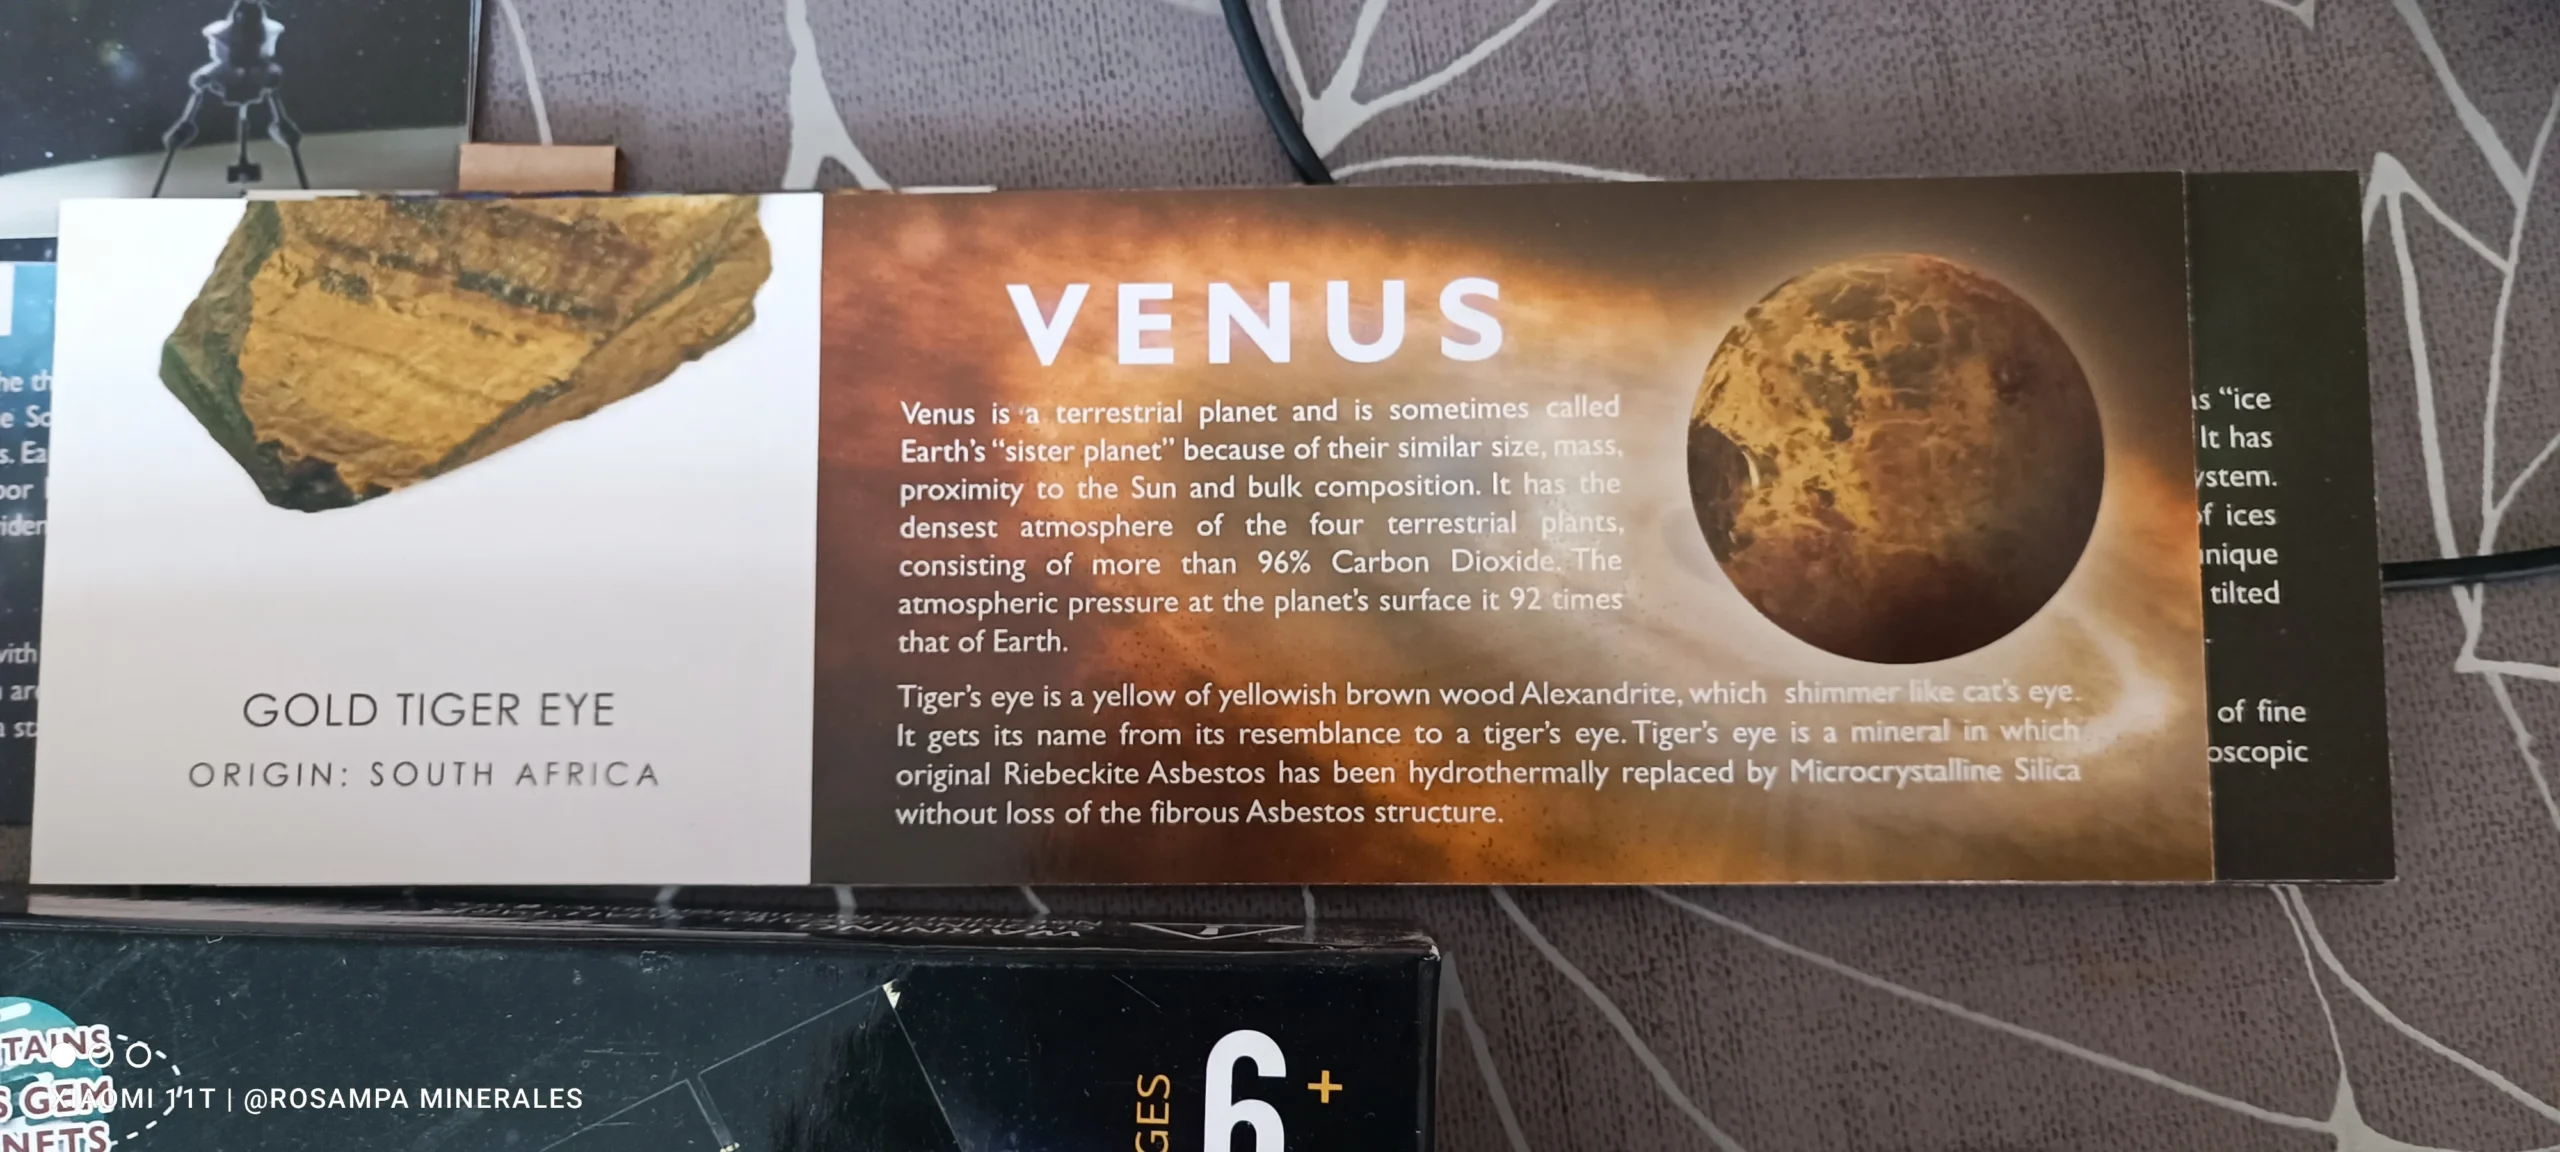 GOLD TIGER EYE
ORIGIN: SOUTH AFRICA
VENUS
Venus is a terrestrial planet and is sometimes called
Earth's “sister planet” because of their similar size, mass,
proximity to the Sun and bulk composition. It has the
densest atmosphere of the four terrestrial plants,
consisting of more than 96% Carbon Dioxide. The
atmospheric pressure at the planet's surface it 92 times
that of Earth.
Tiger's eye is a yellow of yellowish brown wood Alexandrite, which shimmer like cat's eye.
It gets its name from its resemblance to a tiger's eye. Tiger's eye is a mineral in which
original Riebeckite Asbestos has been hydrothermally replaced by Microcrystalline Silica
without loss of the fibrous Asbestos structure.
“ice
It has
of ices
tilted
of fine
WARNING
GEM
6+
XIAOMI 11T | @ROSAMPA MINERALES